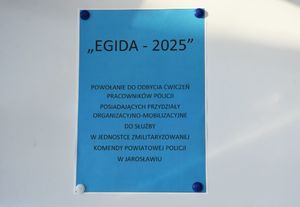 „EGIDA - 2025”
POWOŁANIE DO ODBYCIA ĆWICZEŃ
PRACOWNIKÓW POLICJI
POSIADAJĄCYCH PRZYDZIAŁY
ORGANIZACYJNO-MOBILIZACYJNE
DO SŁUŻBY
W JEDNOSTCE ZMILITARYZOWANEJ
KOMENDY POWIATOWEJ POLICJI
W JAROSŁAWIU